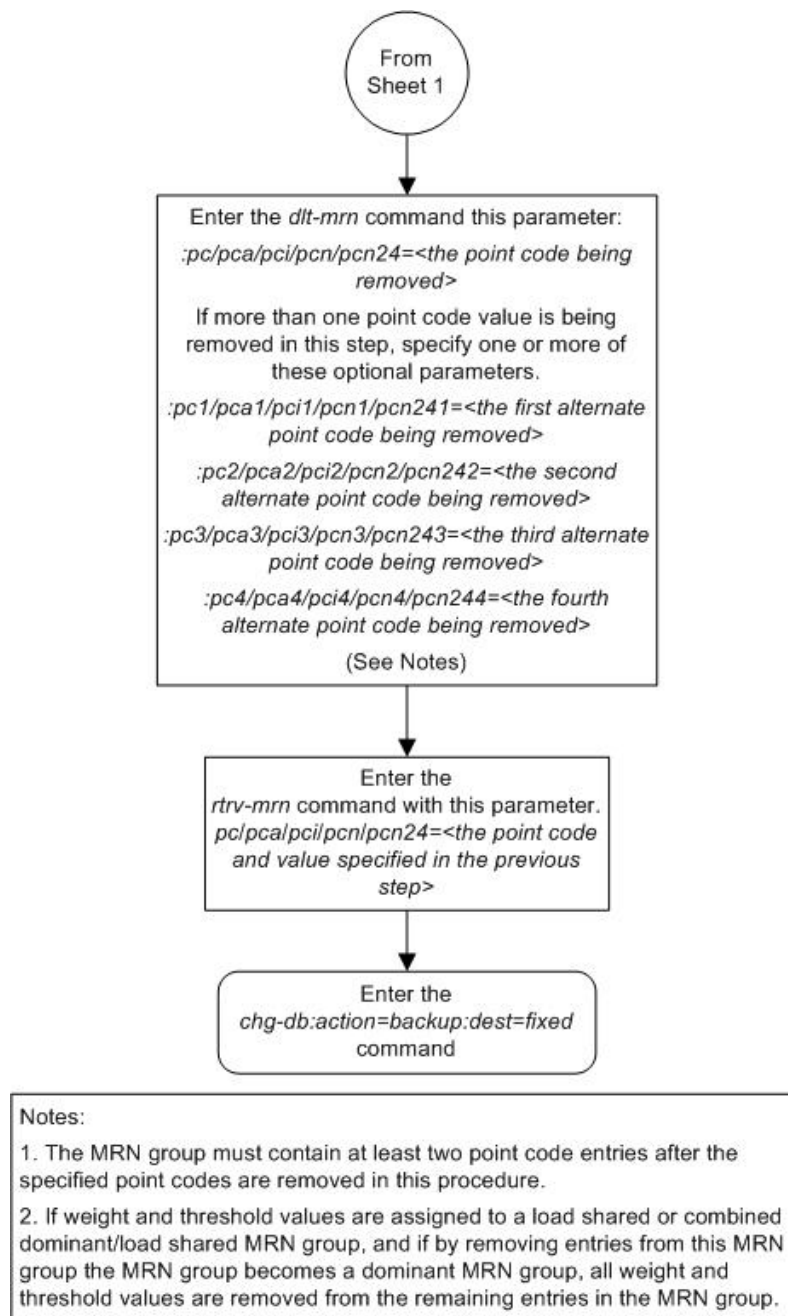 From
Sheet 1
Enter the dlt-mrn command this parameter:
:pc/pca/pci/pcn/pcn24=<the point code being
removed>
If more than one point code value is being
removed in this step, specify one or more of
these optional parameters.
:pc1/pca1/pci1/pcn1/pcn241=<the first alternate
point code being removed>
:pc2/pca2/pci2/pcn2/pcn242=<the second
alternate point code being removed>
:pc3/pca3/pci3/pcn3/pcn243=<the third alternate
point code being removed>
:pc4/pca4/pci4/pcn4/pcn244=<the fourth
alternate point code being removed>
(See Notes)
Enter the
rtrv-mrn command with this parameter.
pc/pca/pci/pcn/pcn24=<the point code
and value specified in the previous
step>
Enter the
chg-db:action=backup:dest=fixed
command
Notes:
1. The MRN group must contain at least two point code entries after the
specified point codes are removed in this procedure.
2. If weight and threshold values are assigned to a load shared or combined
dominant/load shared MRN group, and if by removing entries from this MRN
group the MRN group becomes a dominant MRN group, all weight and
threshold values are removed from the remaining entries in the MRN group.